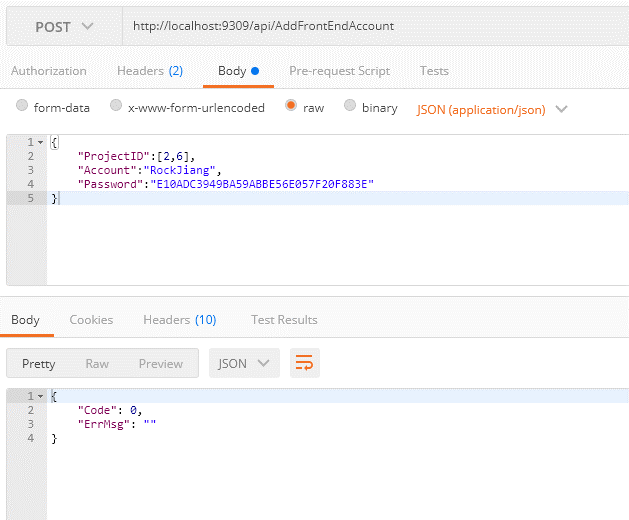 POST http://localhost:9309/api/AddFrontEndAccount
Authorization Headers (2) Body Pre-request Script Tests
form-data x-www-form-urlencoded raw binary JSON (application/json)
1 {
2 "ProjectID":[2,6],
3 "Account":"RockJiang",
4 "Password":"E10ADC3949BA59ABBE56E057F20F883E"
5 }
Body Cookies Headers (10) Test Results
Pretty Raw Preview JSON
1 {
2 "Code": 0,
3 "ErrMsg": ""
4 }